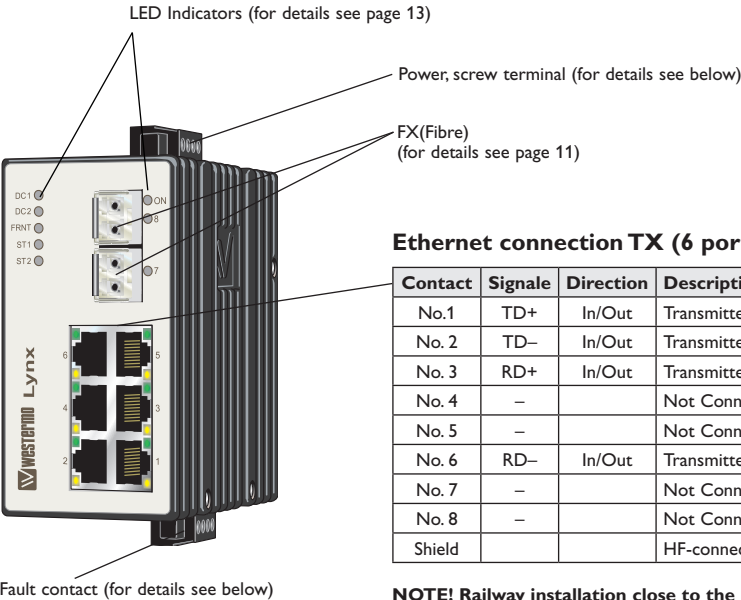 LED Indicators (for details see page 13)
Power, screw terminal (for details see below)
FX(Fibre)
(for details see page 11)
DC1
DC2
FRNT
ST1
ST2
ON
8
7
6
5
4
3
2
1
Westermo Lynx
Ethernet connection TX (6 por
Contact Signale Direction Descripti
No.1 TD+ In/Out Transmitte
No. 2 TD– In/Out Transmitte
No. 3 RD+ In/Out Transmitte
No. 4 – Not Conn
No. 5 – Not Conn
No. 6 RD– In/Out Transmitte
No. 7 – Not Conn
No. 8 – Not Conn
Shield HF-connec
Fault contact (for details see below)
NOTE! Railway installation close to the